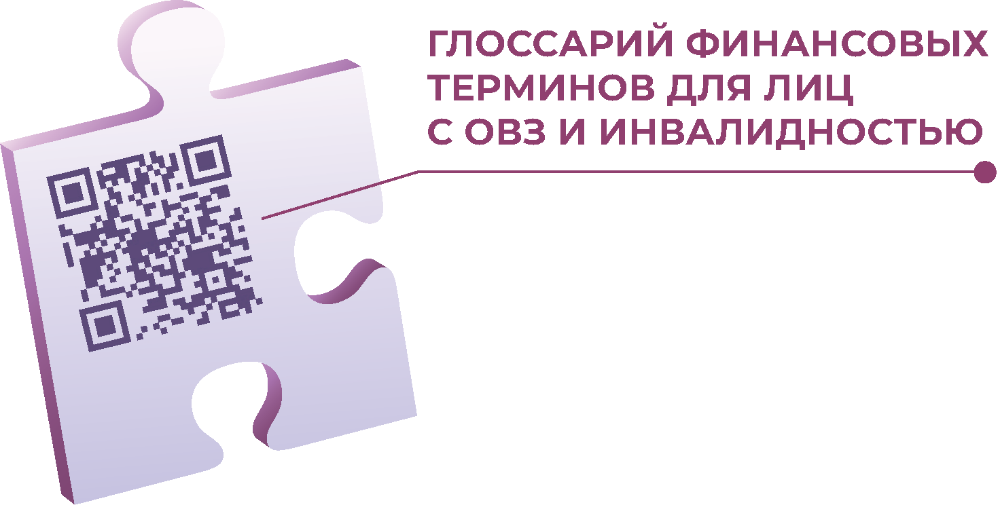 ГЛОССАРИЙ ФИНАНСОВЫХ
ТЕРМИНОВ ДЛЯ ЛИЦ
С ОВЗ И ИНВАЛИДНОСТЬЮ